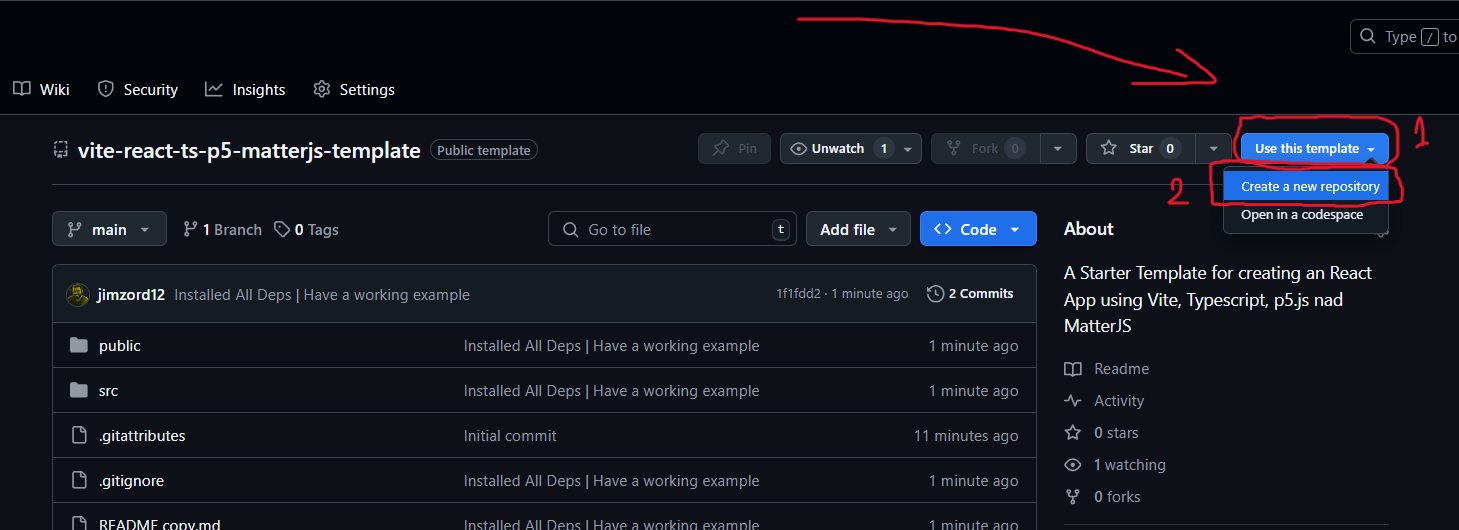 Type / to
Wiki Security Insights Settings
vite-react-ts-p5-matterjs-template Public template Pin Unwatch 1 Fork 0 Star 0 Use this template 1
2 Create a new repository
Open in a codespace
main 1 Branch 0 Tags Go to file t Add file Code About
A Starter Template for creating an React
App using Vite, Typescript, p5.js nad
MatterJS
jimzord12 Installed All Deps | Have a working example 1f1fdd2 · 1 minute ago 2 Commits
public Installed All Deps | Have a working example 1 minute ago
src Installed All Deps | Have a working example 1 minute ago
.gitattributes Initial commit 11 minutes ago
.gitignore Installed All Deps | Have a working example 1 minute ago
README copy.md Installed All Deps | Have a working example 1 minute ago
Readme
Activity
0 stars
1 watching
0 forks